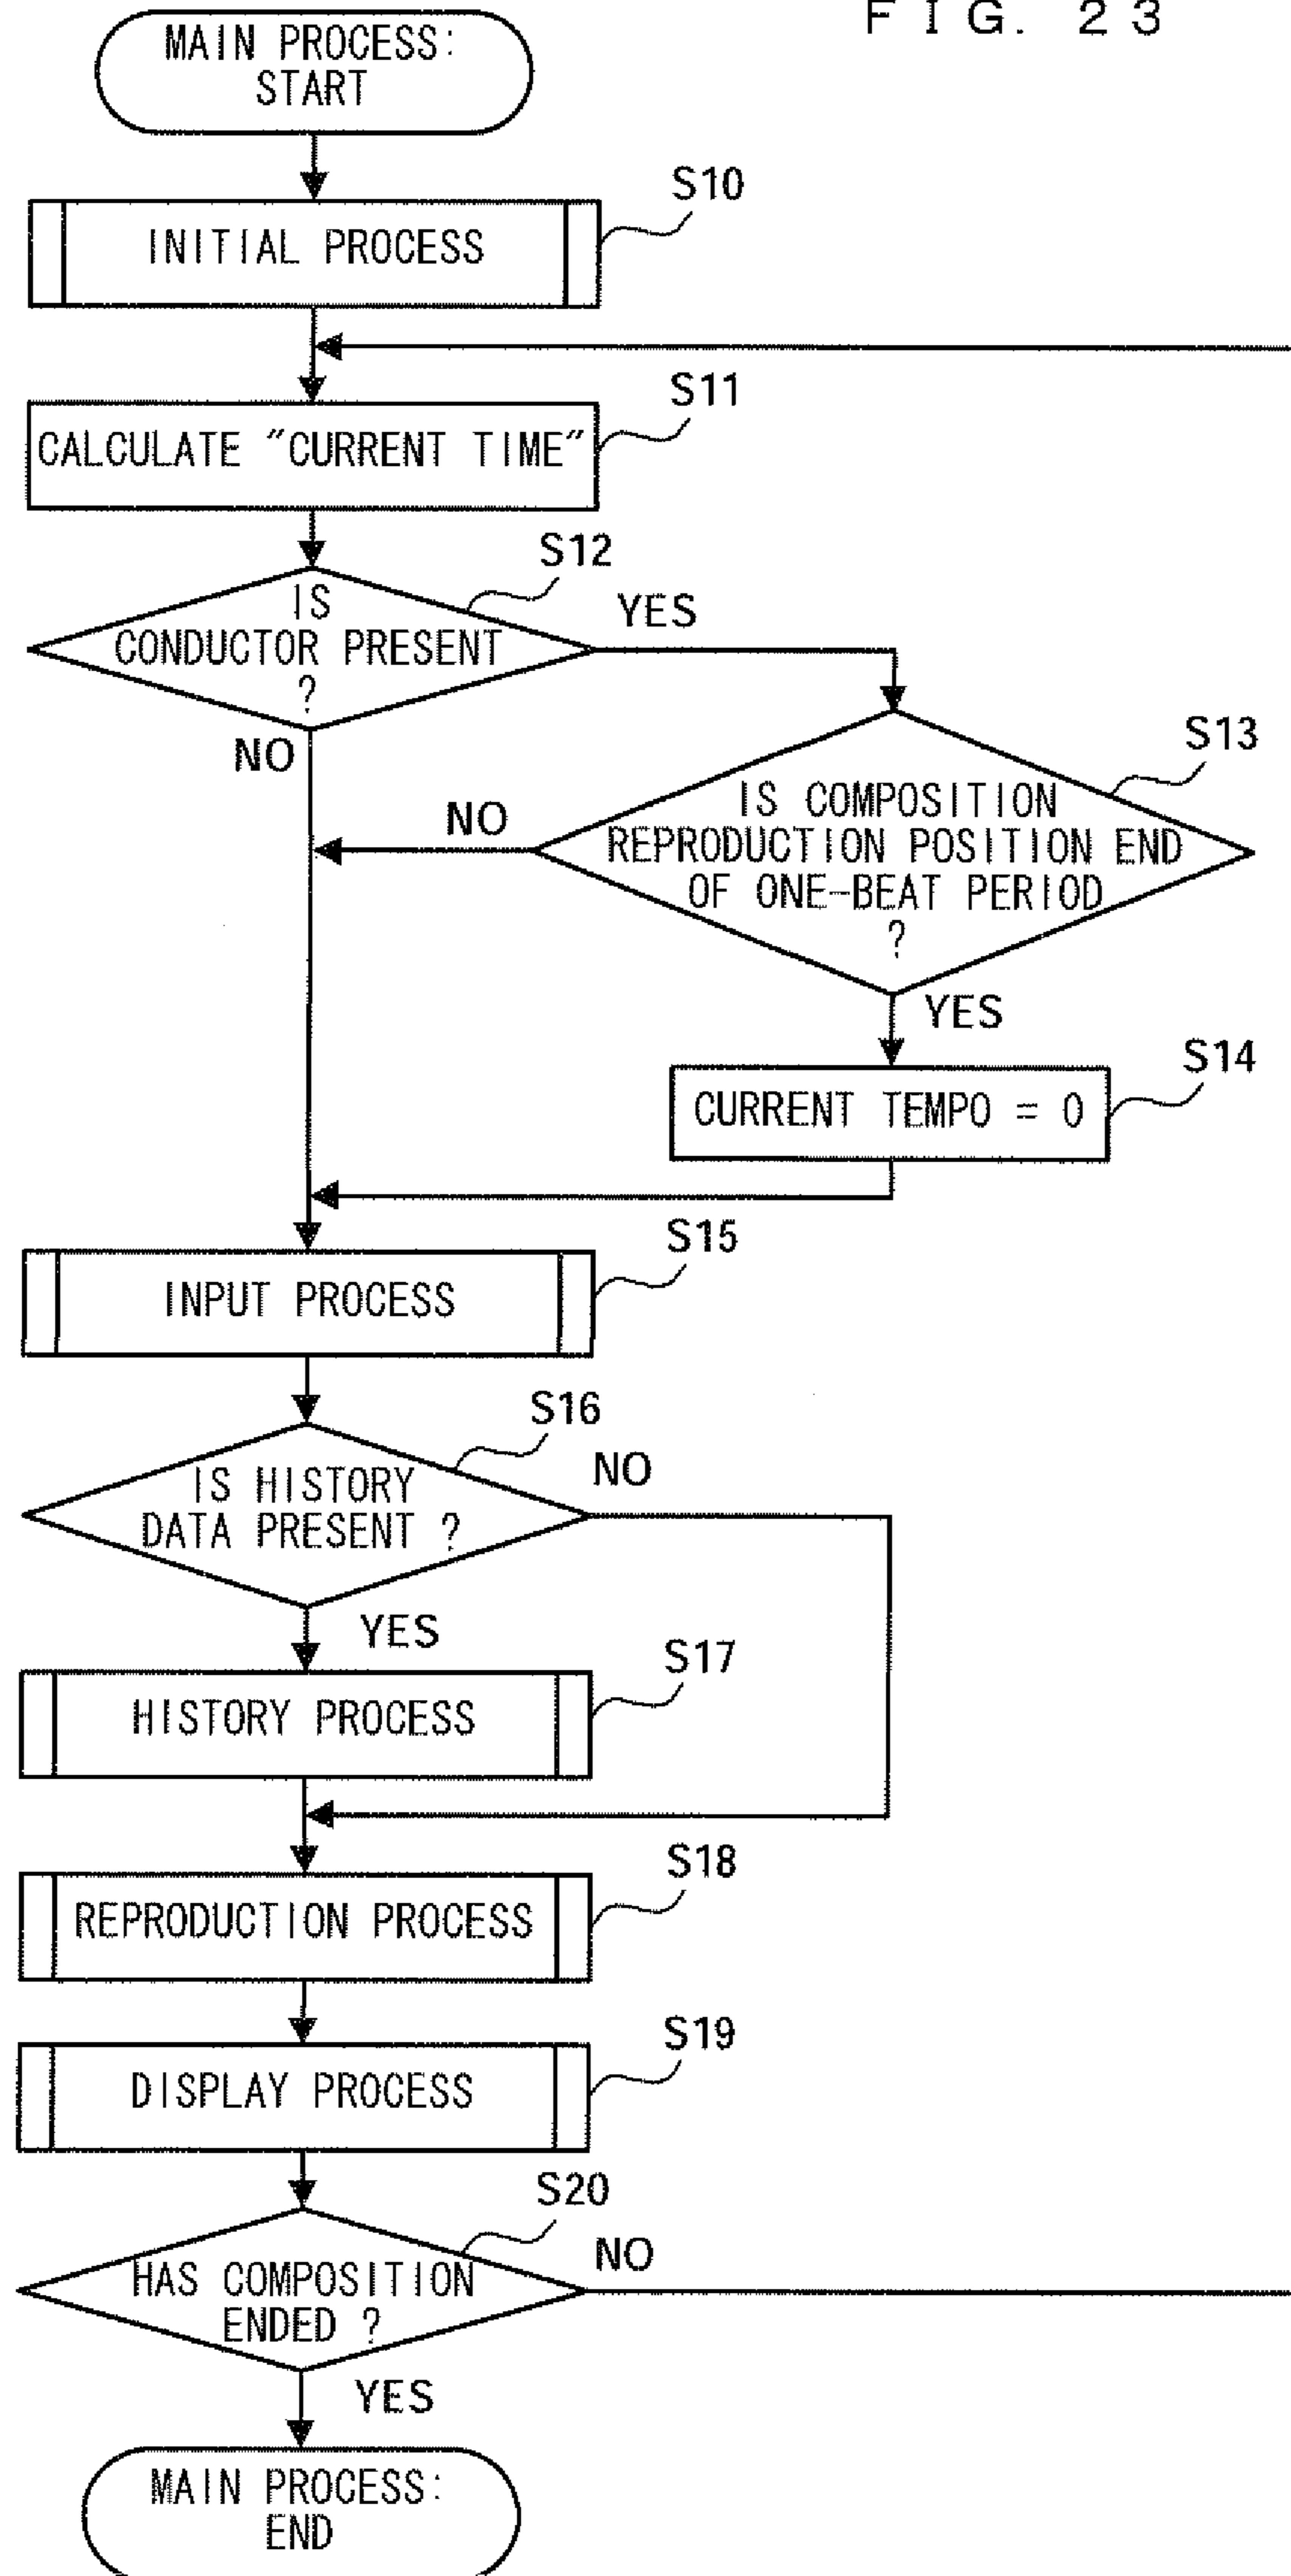 FIG. 23
MAIN PROCESS:
START
S10
INITIAL PROCESS
S11
CALCULATE "CURRENT TIME"
S12
IS
CONDUCTOR PRESENT
?
YES
NO
S13
IS COMPOSITION
REPRODUCTION POSITION END
OF ONE-BEAT PERIOD
?
NO
YES
S14
CURRENT TEMPO = 0
S15
INPUT PROCESS
S16
IS HISTORY
DATA PRESENT ?
NO
YES
S17
HISTORY PROCESS
S18
REPRODUCTION PROCESS
S19
DISPLAY PROCESS
S20
HAS COMPOSITION
ENDED ?
NO
YES
MAIN PROCESS:
END